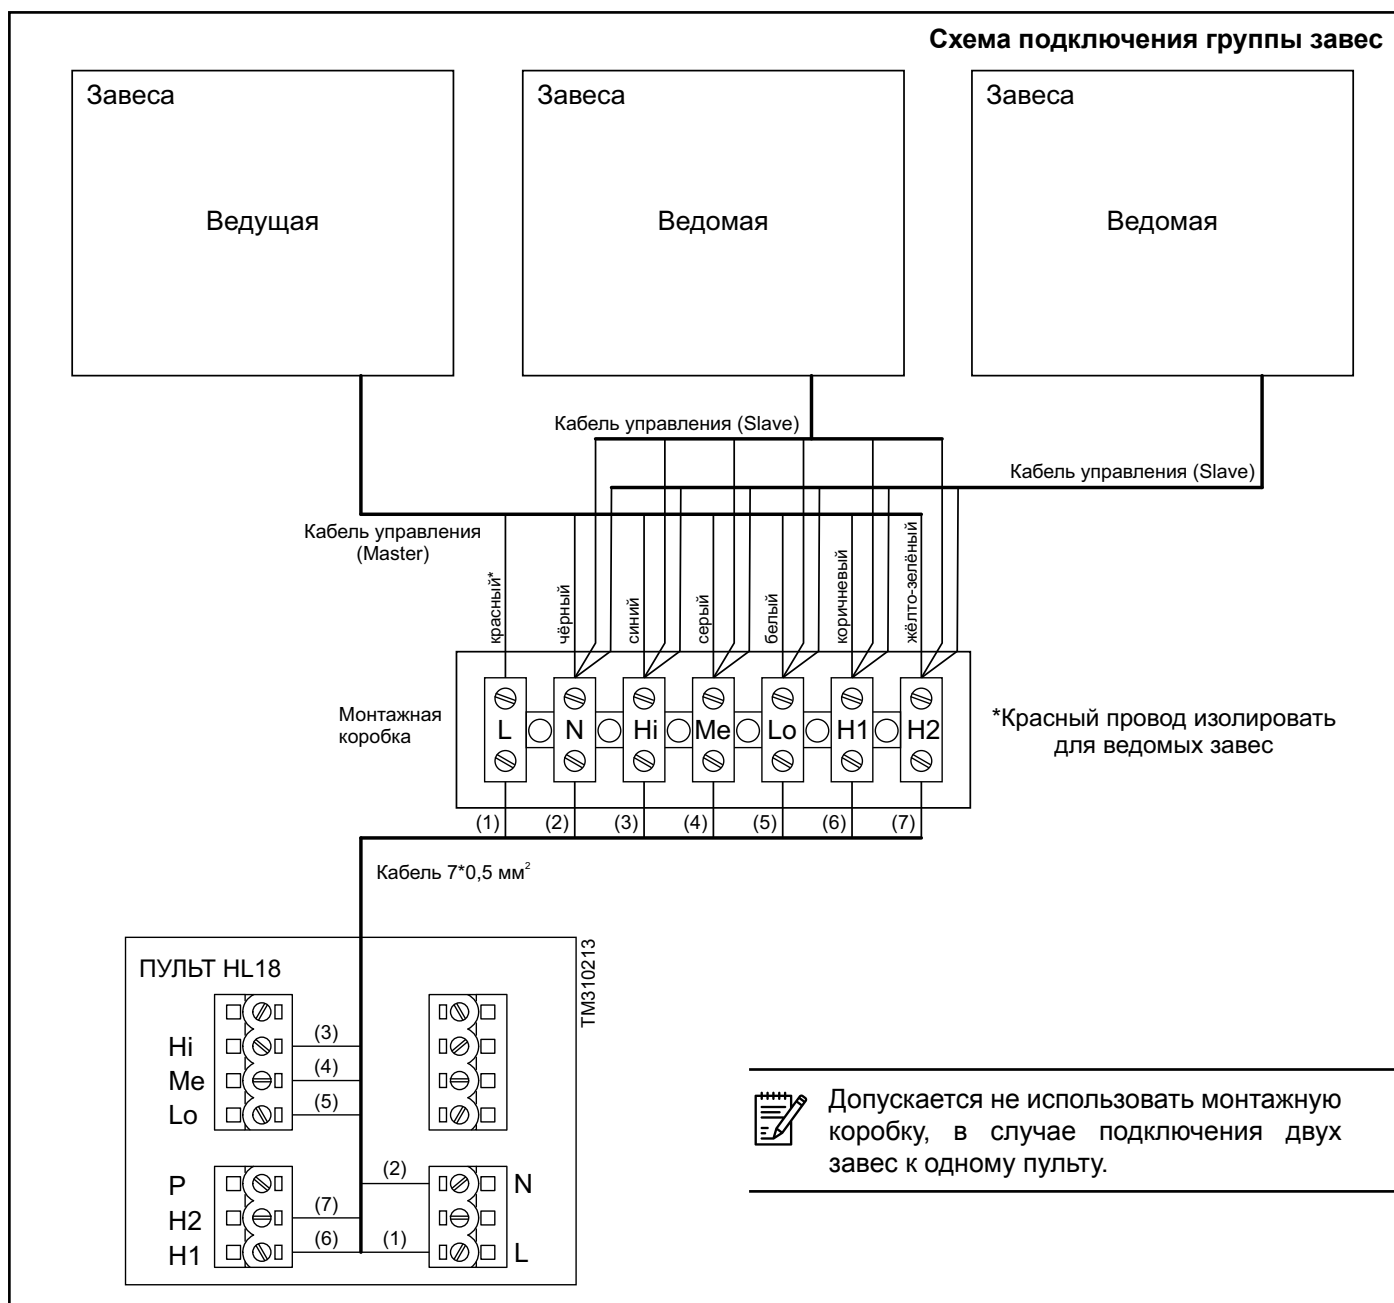 Схема подключения группы завес
Завеса
Ведущая
Завеса
Ведомая
Завеса
Ведомая
Кабель управления (Slave)
Кабель управления (Slave)
Кабель управления
(Master)
красный*
чёрный
синий
серый
белый
коричневый
жёлто-зелёный
Монтажная
коробка
L
N
Hi
Me
Lo
H1
H2
*Красный провод изолировать
для ведомых завес
(1)
(2)
(3)
(4)
(5)
(6)
(7)
Кабель 7*0,5 мм²
ПУЛЬТ HL18
TM310213
Hi
(3)
Me
(4)
Lo
(5)
P
(2)
N
H2
(7)
H1
(6)
(1)
L
Допускается не использовать монтажную
коробку, в случае подключения двух
завес к одному пульту.